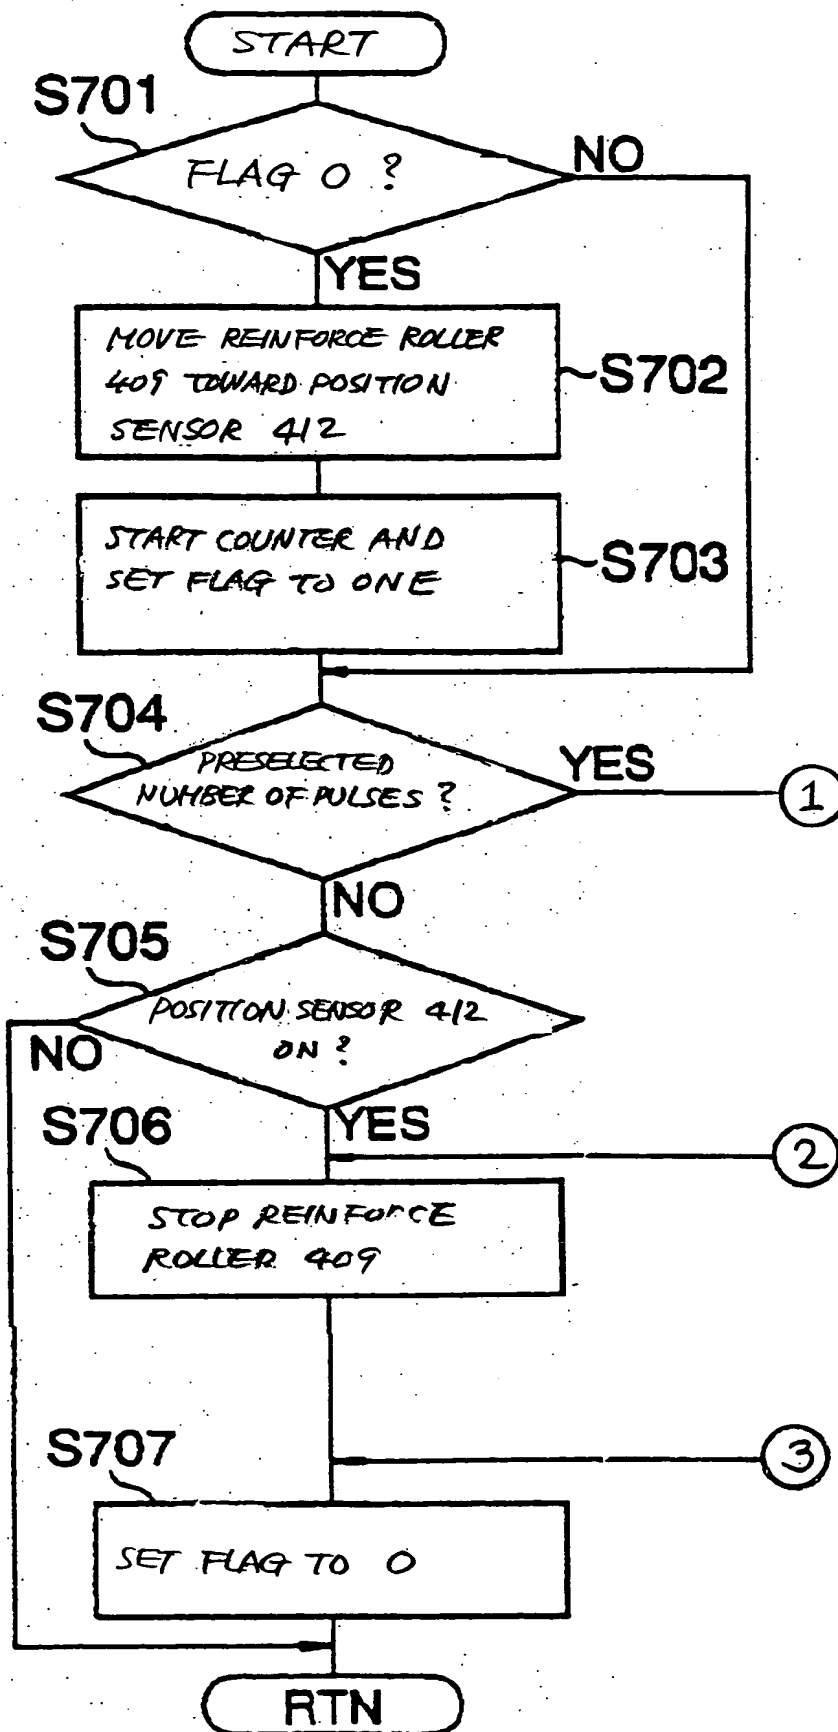 START
S701
FLAG 0 ?
NO
YES
MOVE REINFORCE ROLLER
409 TOWARD POSITION
SENSOR 412
S702
START COUNTER AND
SET FLAG TO ONE
S703
S704
PRESELECTED
NUMBER OF PULSES ?
YES
1
NO
S705
POSITION SENSOR 412
ON ?
NO
YES
2
S706
STOP REINFORCE
ROLLER 409
3
S707
SET FLAG TO 0
RTN